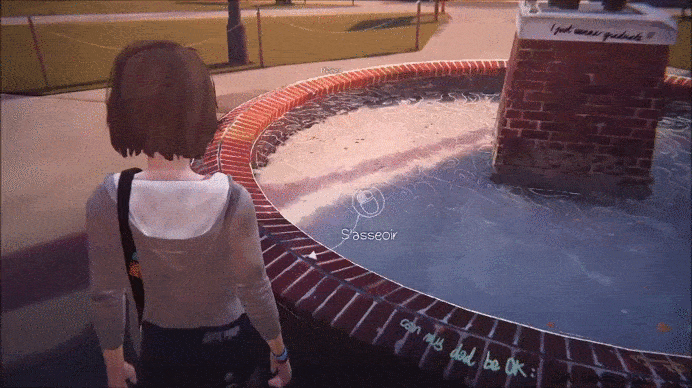 I just wanna graduate !!
S'asseoir
can my dad be OK :